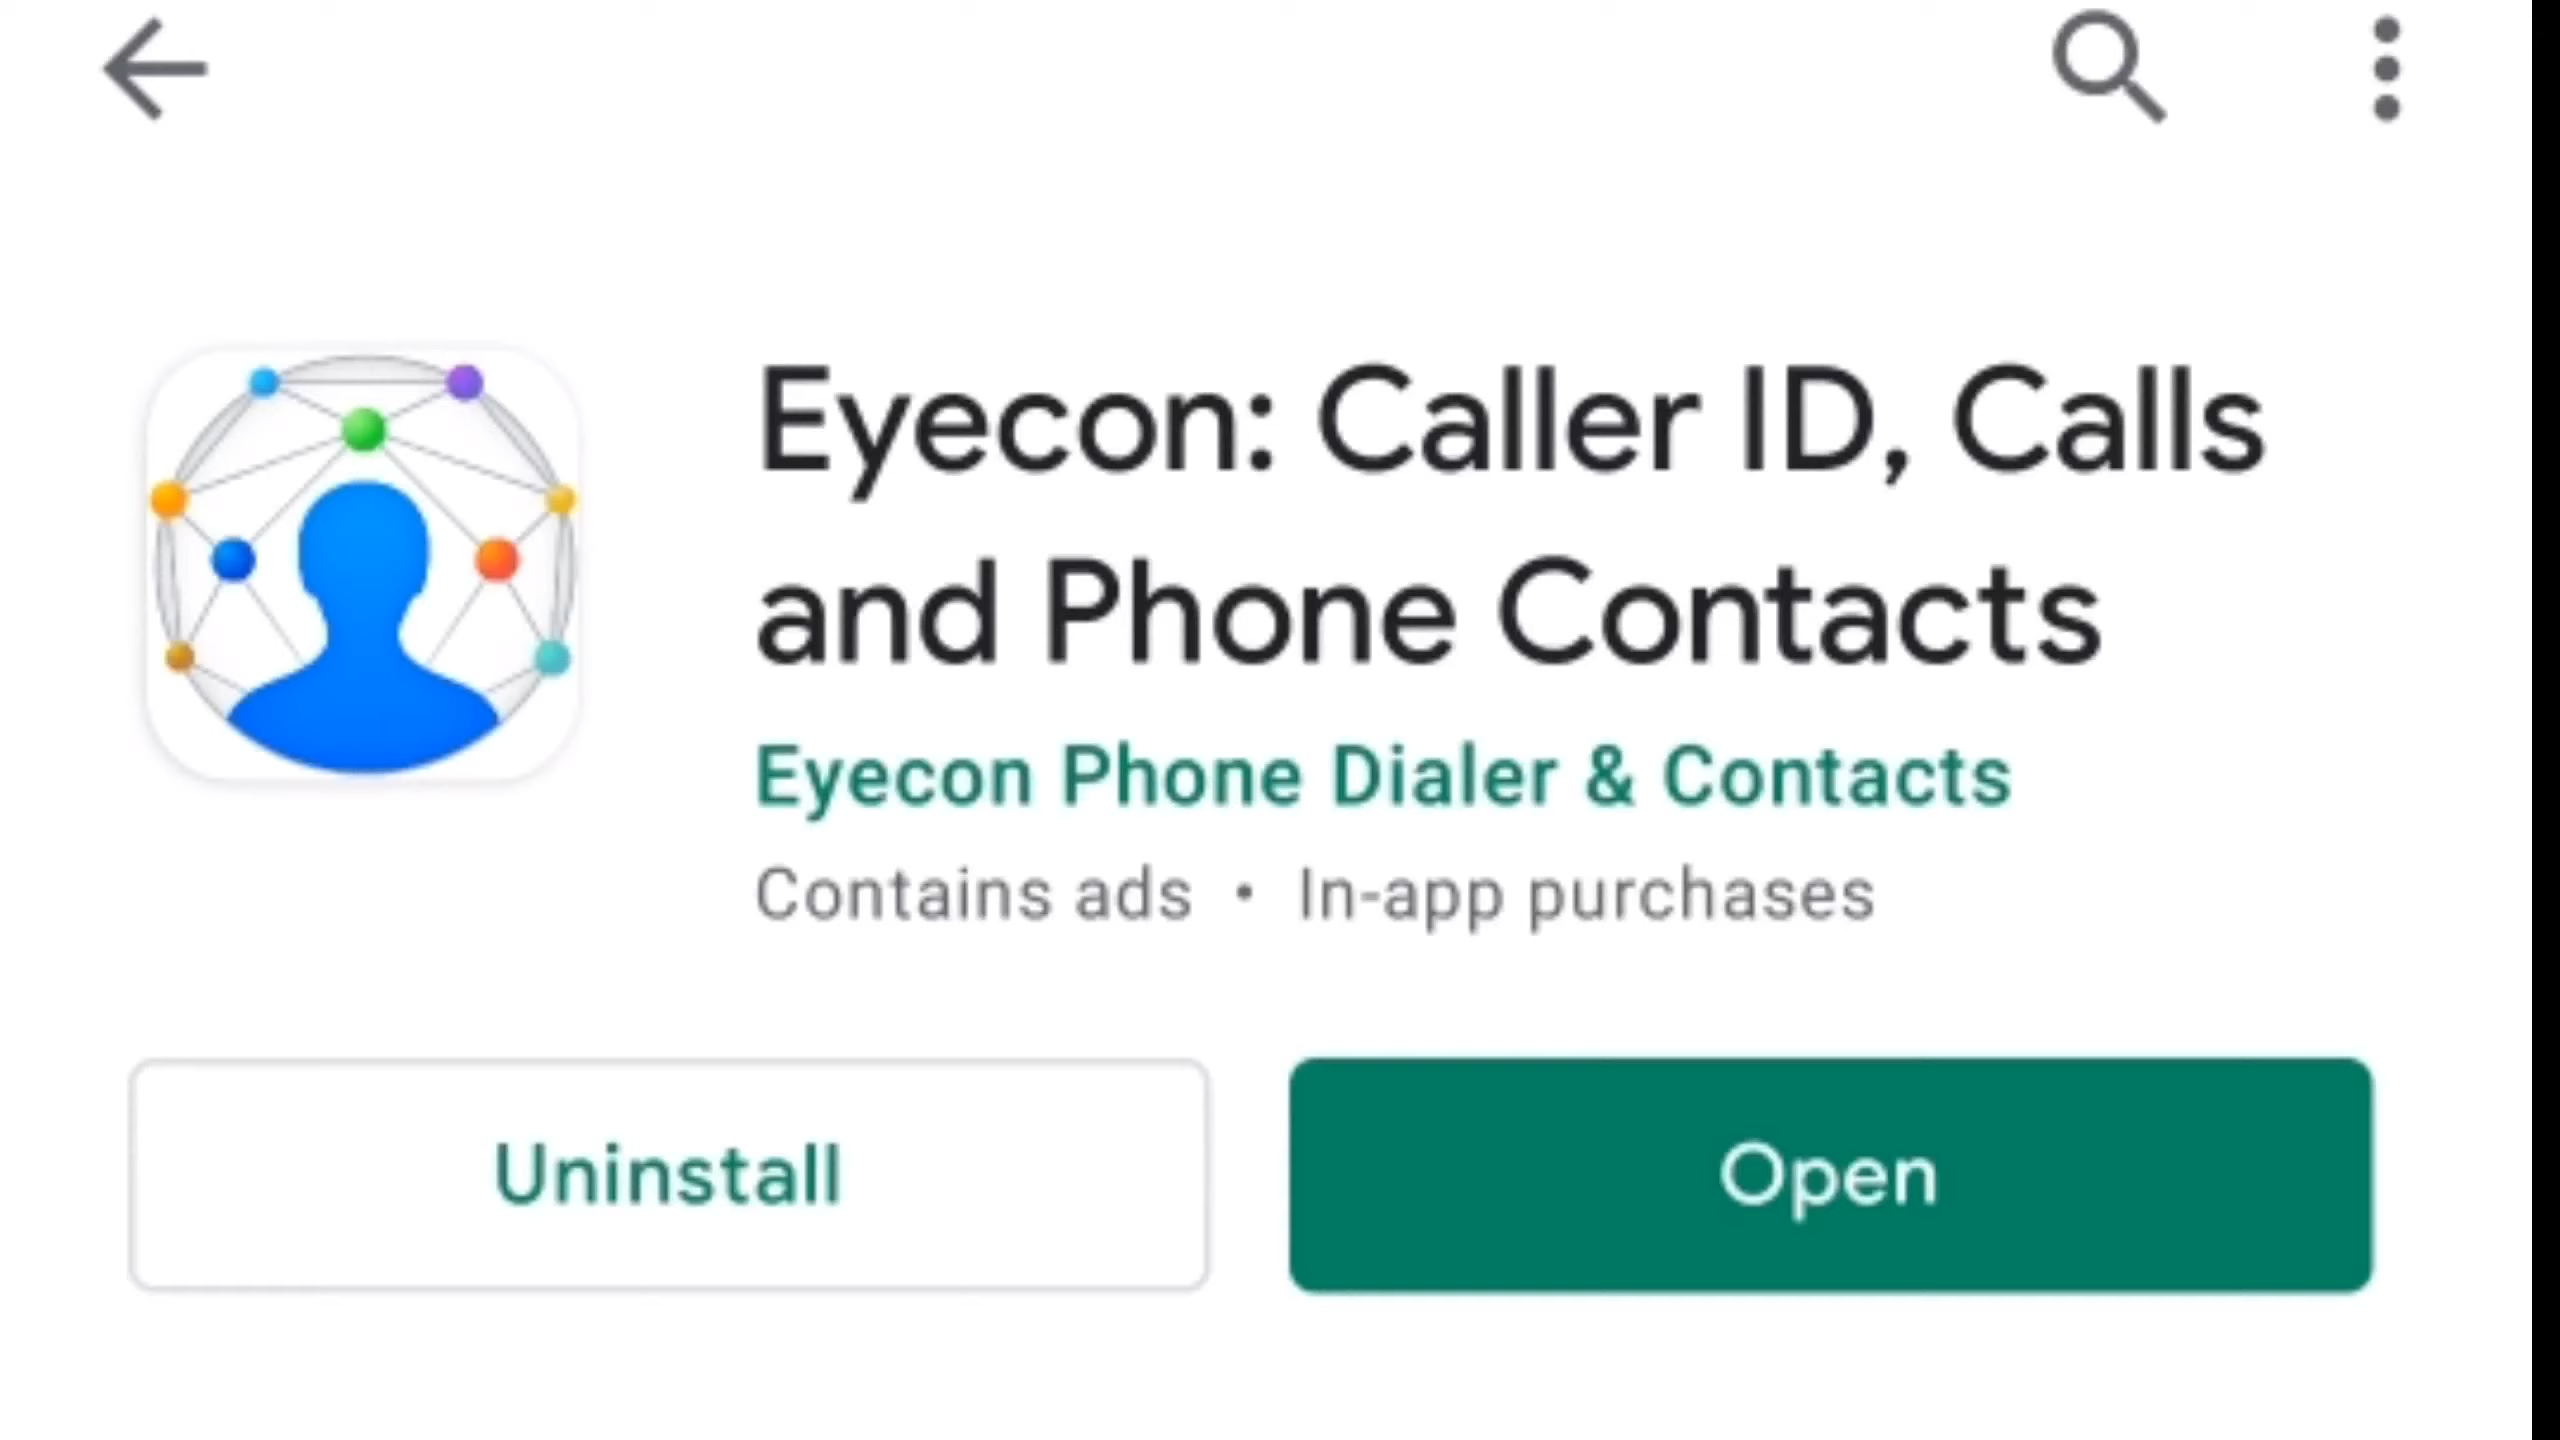 Eyecon: Caller ID, Calls
and Phone Contacts
Eyecon Phone Dialer & Contacts
Contains ads • In-app purchases
Uninstall
Open